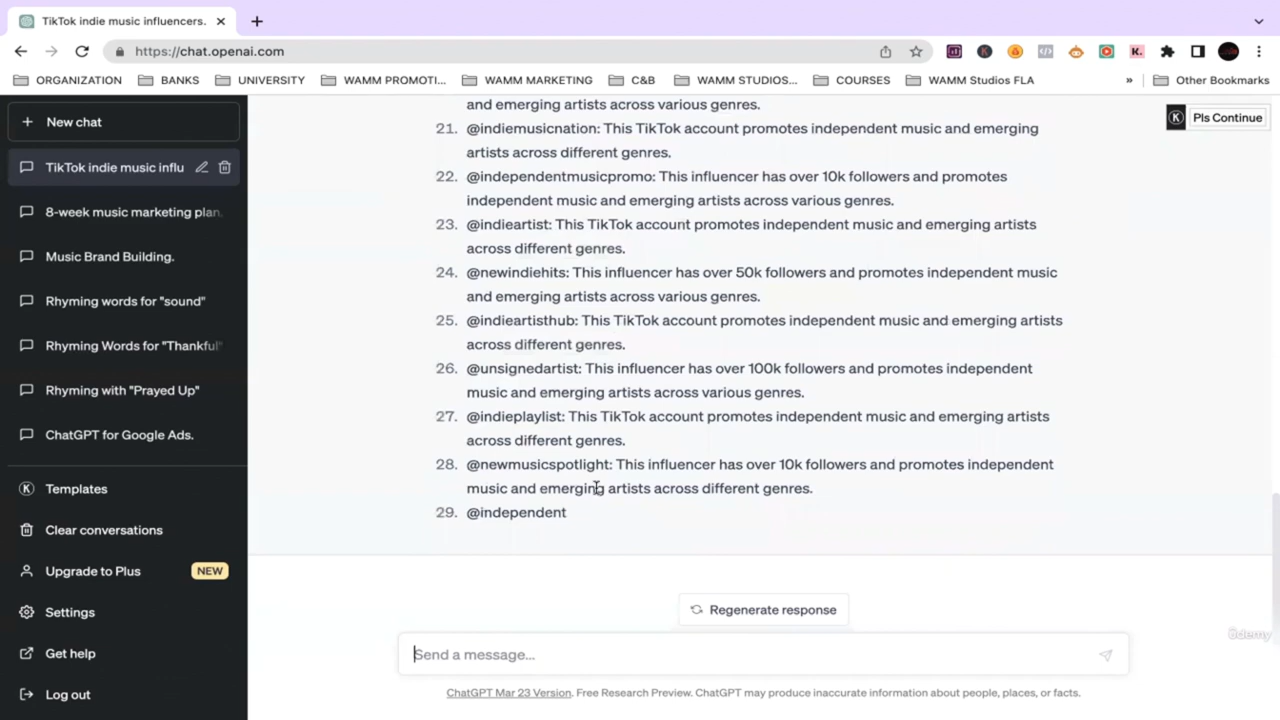 TikTok indie music influencers.
https://chat.openai.com
ORGANIZATION BANKS UNIVERSITY WAMM PROMOTI... WAMM MARKETING C&B WAMM STUDIOS... COURSES WAMM Studios FLA » Other Bookmarks
New chat
TikTok indie music influ
8-week music marketing plan.
Music Brand Building.
Rhyming words for "sound"
Rhyming Words for "Thankful"
Rhyming with "Prayed Up"
ChatGPT for Google Ads.
Templates
Clear conversations
Upgrade to Plus NEW
Settings
Get help
Log out
Pls Continue
and emerging artists across various genres.
21. @indiemusicnation: This TikTok account promotes independent music and emerging
artists across different genres.
22. @independentmusicpromo: This influencer has over 10k followers and promotes
independent music and emerging artists across various genres.
23. @indieartist: This TikTok account promotes independent music and emerging artists
across different genres.
24. @newindiehits: This influencer has over 50k followers and promotes independent music
and emerging artists across various genres.
25. @indieartisthub: This TikTok account promotes independent music and emerging artists
across different genres.
26. @unsignedartist: This influencer has over 100k followers and promotes independent
music and emerging artists across various genres.
27. @indieplaylist: This TikTok account promotes independent music and emerging artists
across different genres.
28. @newmusicspotlight: This influencer has over 10k followers and promotes independent
music and emerging artists across different genres.
29. @independent
Regenerate response
Send a message...
ChatGPT Mar 23 Version. Free Research Preview. ChatGPT may produce inaccurate information about people, places, or facts.
ûdemy